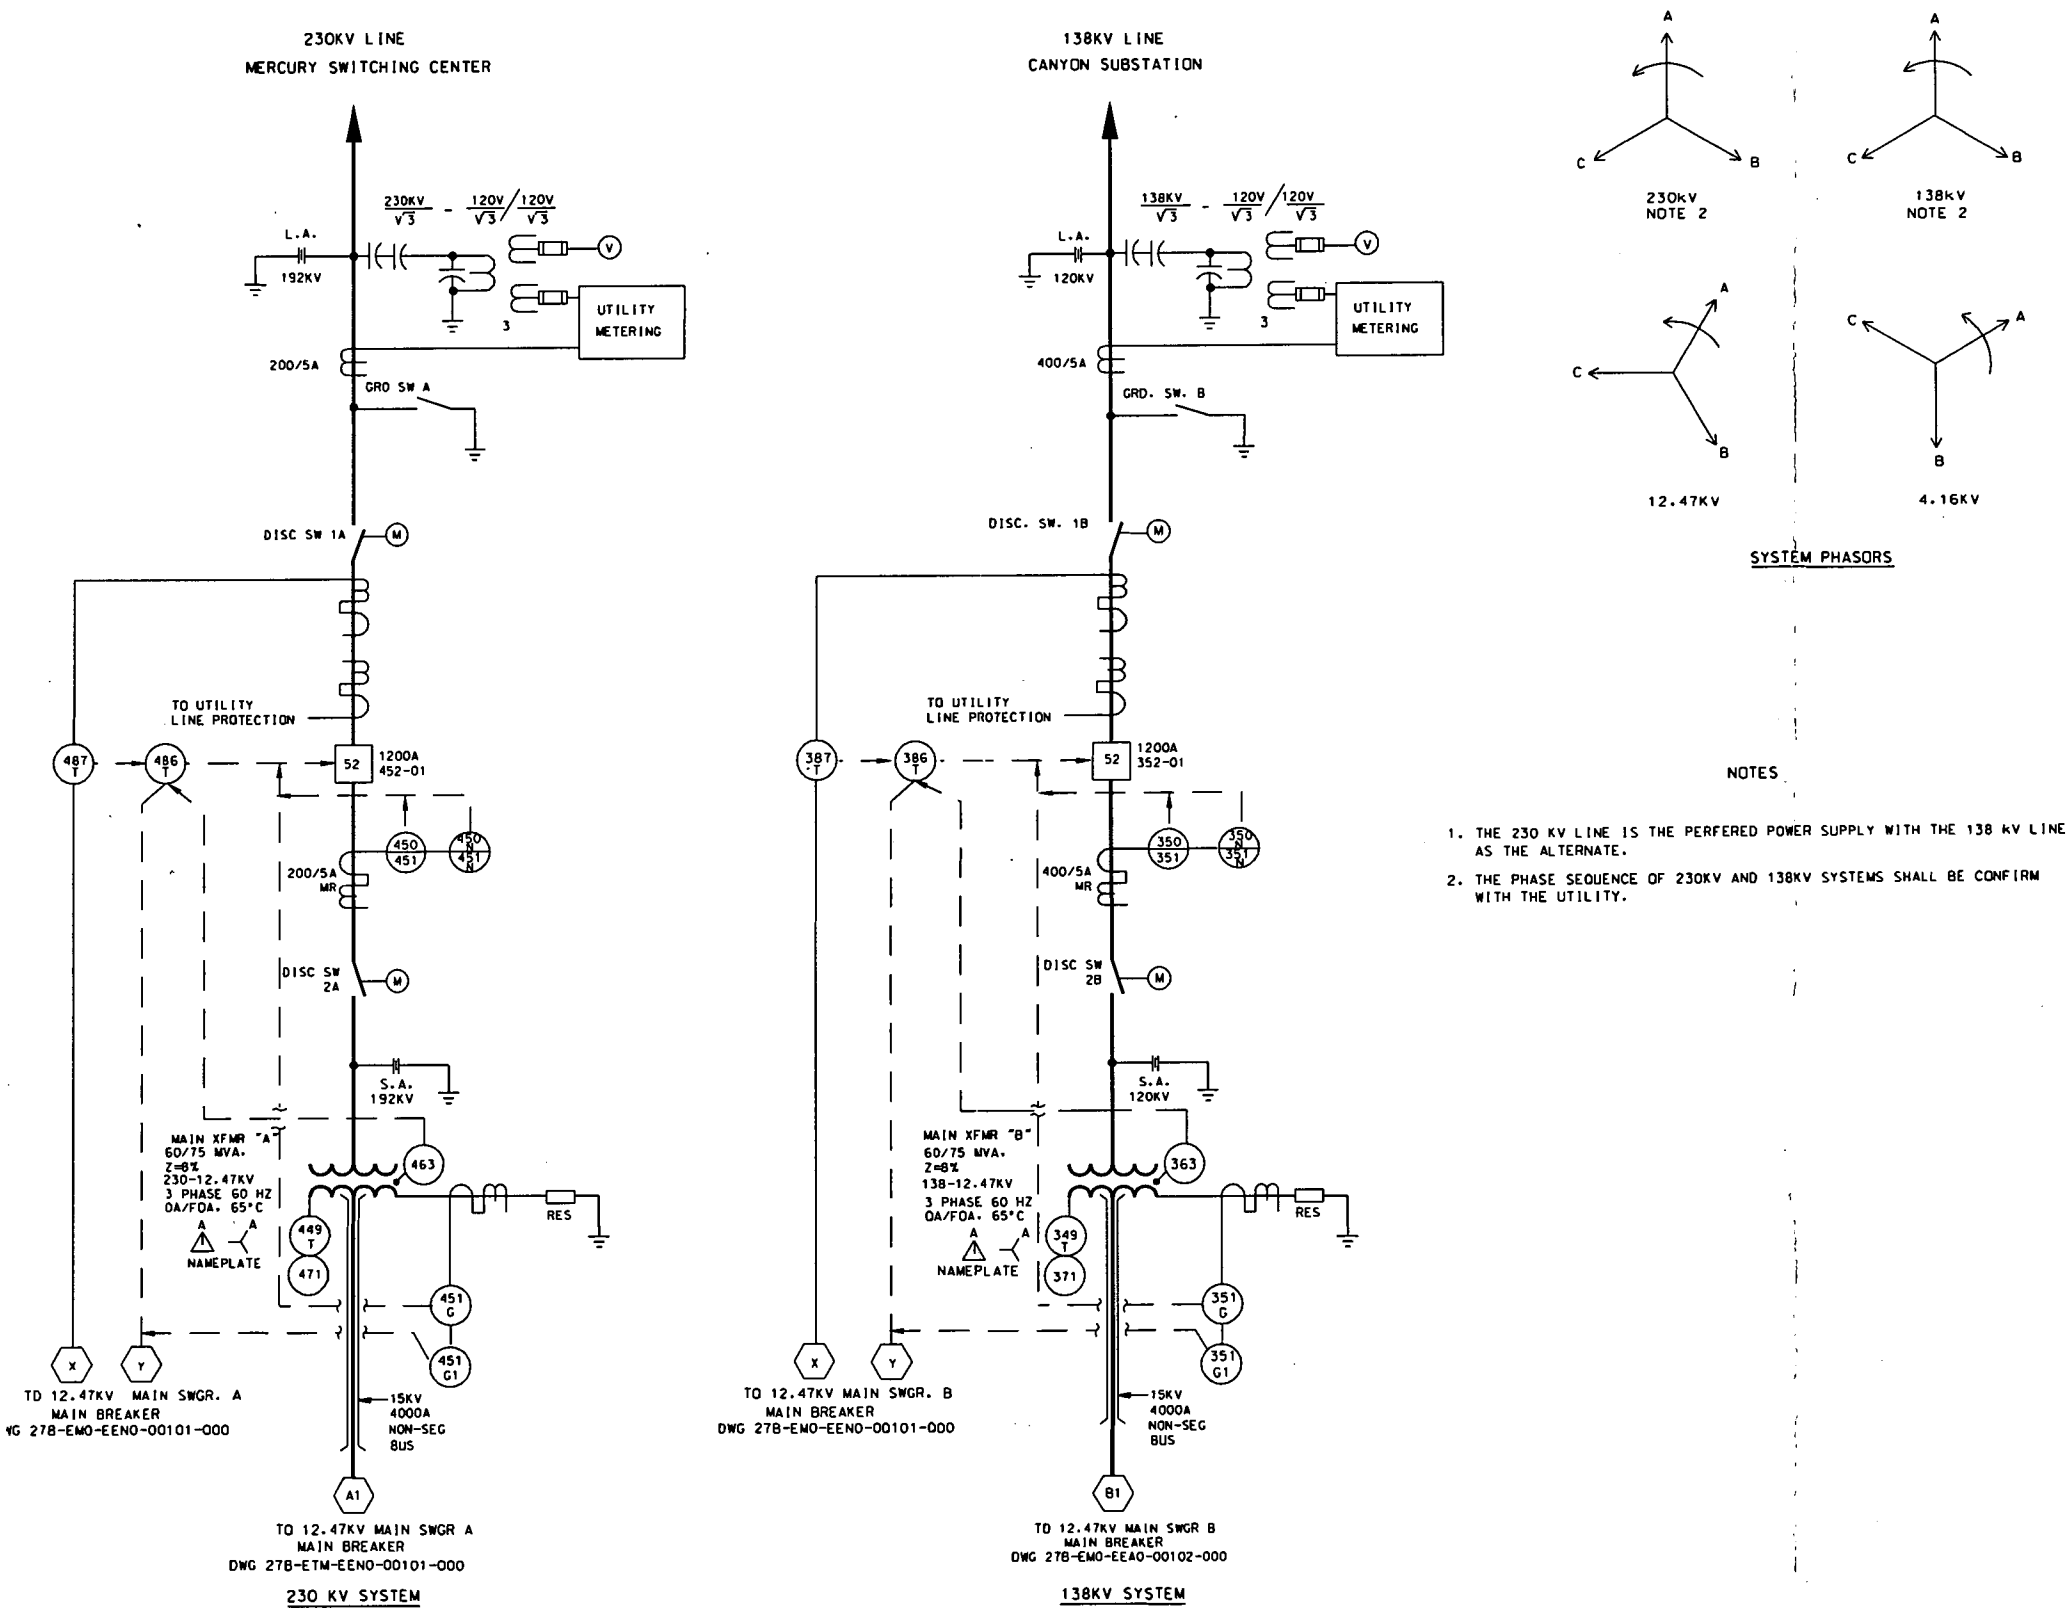 230KV LINE
MERCURY SWITCHING CENTER
230KV
√3
-
120V
√3
/
120V
√3
L.A.
192KV
V
3
UTILITY
METERING
200/5A
GRD SW A
DISC SW 1A
M
TO UTILITY
LINE PROTECTION
487
T
486
T
52
1200A
452-01
450
451
450
N
451
N
200/5A
MR
DISC SW
2A
M
S.A.
192KV
MAIN XFMR "A"
60/75 MVA.
Z=8%
230-12.47KV
3 PHASE 60 HZ
OA/FOA. 65°C
A A
1
NAMEPLATE
463
RES
449
T
471
451
G
451
G1
X
Y
TO 12.47KV MAIN SWGR. A
MAIN BREAKER
WG 27B-EMO-EENO-00101-000
15KV
4000A
NON-SEG
BUS
A1
TO 12.47KV MAIN SWGR A
MAIN BREAKER
DWG 27B-ETM-EENO-00101-000
230 KV SYSTEM
138KV LINE
CANYON SUBSTATION
138KV
√3
-
120V
√3
/
120V
√3
L.A.
120KV
V
3
UTILITY
METERING
400/5A
GRD. SW. B
DISC. SW. 1B
M
TO UTILITY
LINE PROTECTION
387
T
386
T
52
1200A
352-01
350
351
350
N
351
N
400/5A
MR
DISC SW
2B
M
S.A.
120KV
MAIN XFMR "B"
60/75 MVA.
Z=8%
138-12.47KV
3 PHASE 60 HZ
OA/FOA. 65°C
A A
1
NAMEPLATE
363
RES
349
T
371
351
G
351
G1
X
Y
TO 12.47KV MAIN SWGR. B
MAIN BREAKER
DWG 27B-EMO-EENO-00101-000
15KV
4000A
NON-SEG
BUS
B1
TO 12.47KV MAIN SWGR B
MAIN BREAKER
DWG 27B-EMO-EEAO-00102-000
138KV SYSTEM
A
C
B
230kV
NOTE 2
A
C
B
138kV
NOTE 2
A
C
B
12.47KV
A
C
B
4.16KV
SYSTEM PHASORS
NOTES
1. THE 230 KV LINE IS THE PERFERED POWER SUPPLY WITH THE 138 KV LINE
AS THE ALTERNATE.
2. THE PHASE SEQUENCE OF 230KV AND 138KV SYSTEMS SHALL BE CONFIRM
WITH THE UTILITY.